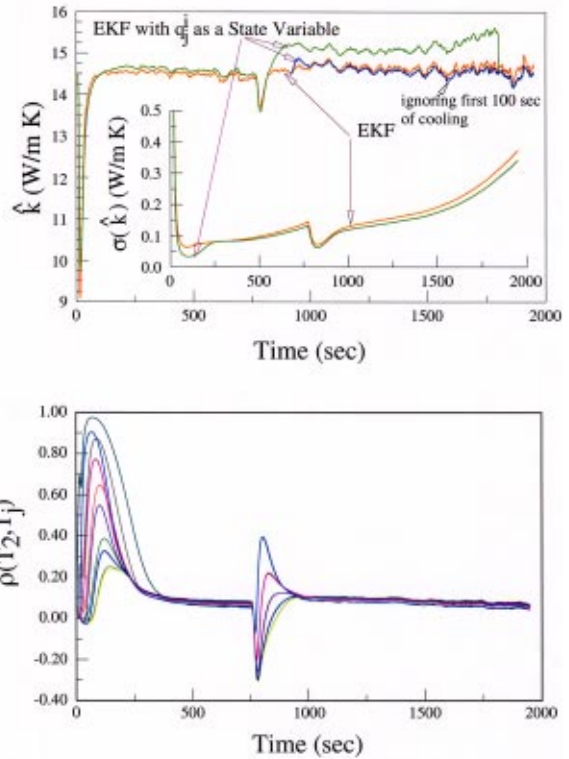 EKF with q_j^i as a State Variable
16
15
14
13
12
11
10
9
k̂ (W/m K)
ignoring first 100 sec
of cooling
EKF
0.5
0.4
0.3
0.2
0.1
0.0
σ(k̂) (W/m K)
0 500 1000 1500 2000
500 1000 1500 2000
Time (sec)
1.00
0.80
0.60
0.40
0.20
0.00
-0.20
-0.40
ρ(T2,Tj)
0 500 1000 1500 2000
Time (sec)